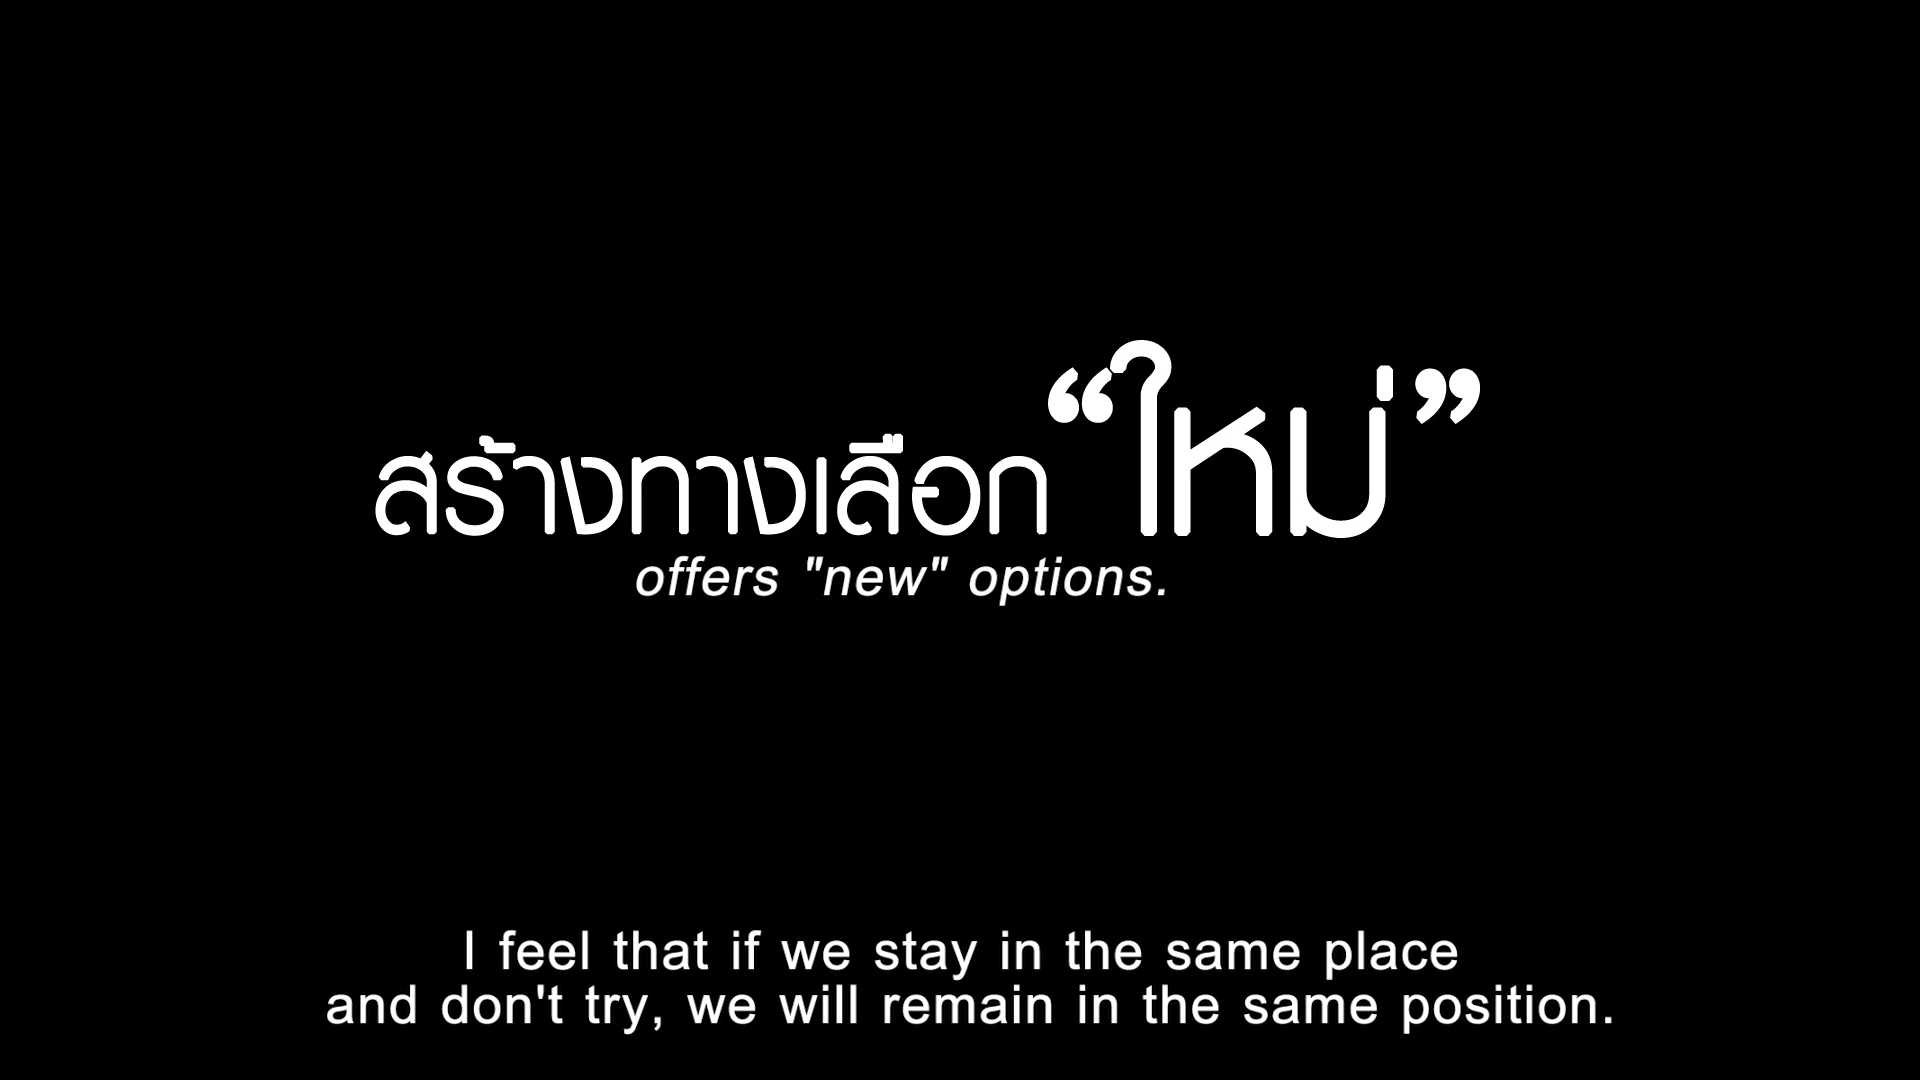 สร้างทางเลือก “ใหม่”
offers "new" options.
I feel that if we stay in the same place
and don't try, we will remain in the same position.